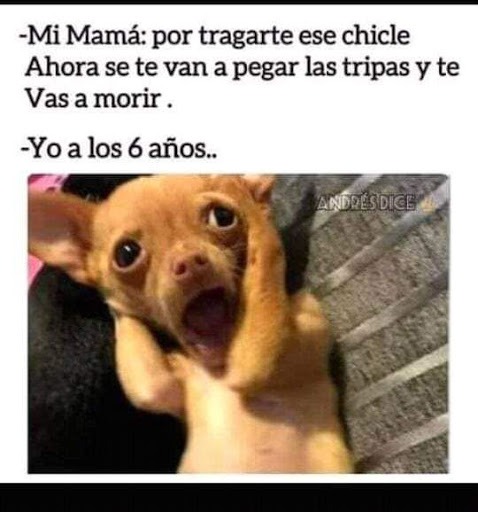 -Mi Mamá: por tragarte ese chicle
Ahora se te van a pegar las tripas y te
Vas a morir .
-Yo a los 6 años..
ANDRÉS DICE